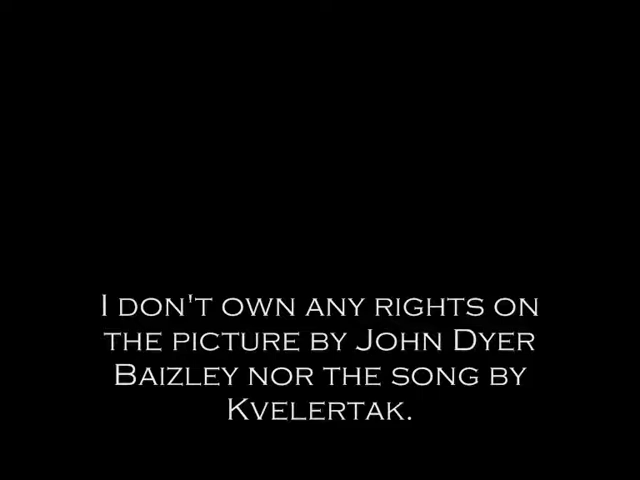 I don't own any rights on
the picture by John Dyer
Baizley nor the song by
Kvelertak.